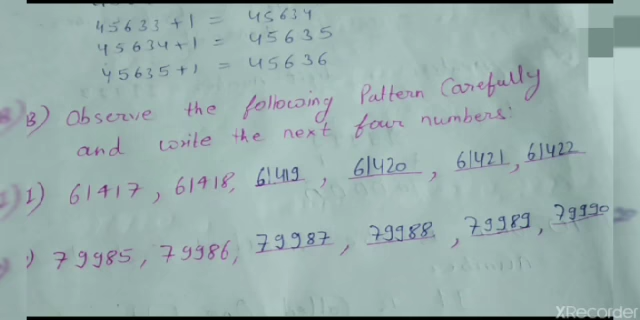 45633+1 = 45634
45634+1 = 45635
45635+1 = 45636
B) Observe the following Pattern Carefully
and write the next four numbers:
1) 61417, 61418, 61419, 61420, 61421, 61422
) 79985, 79986, 79987, 79988, 79989, 79990
XRecorder